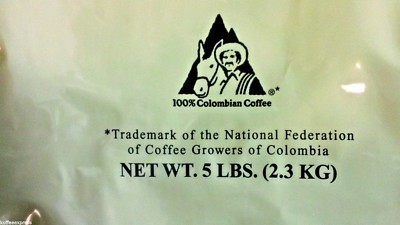 100% Colombian Coffee
®*
*Trademark of the National Federation
of Coffee Growers of Colombia
NET WT. 5 LBS. (2.3 KG)